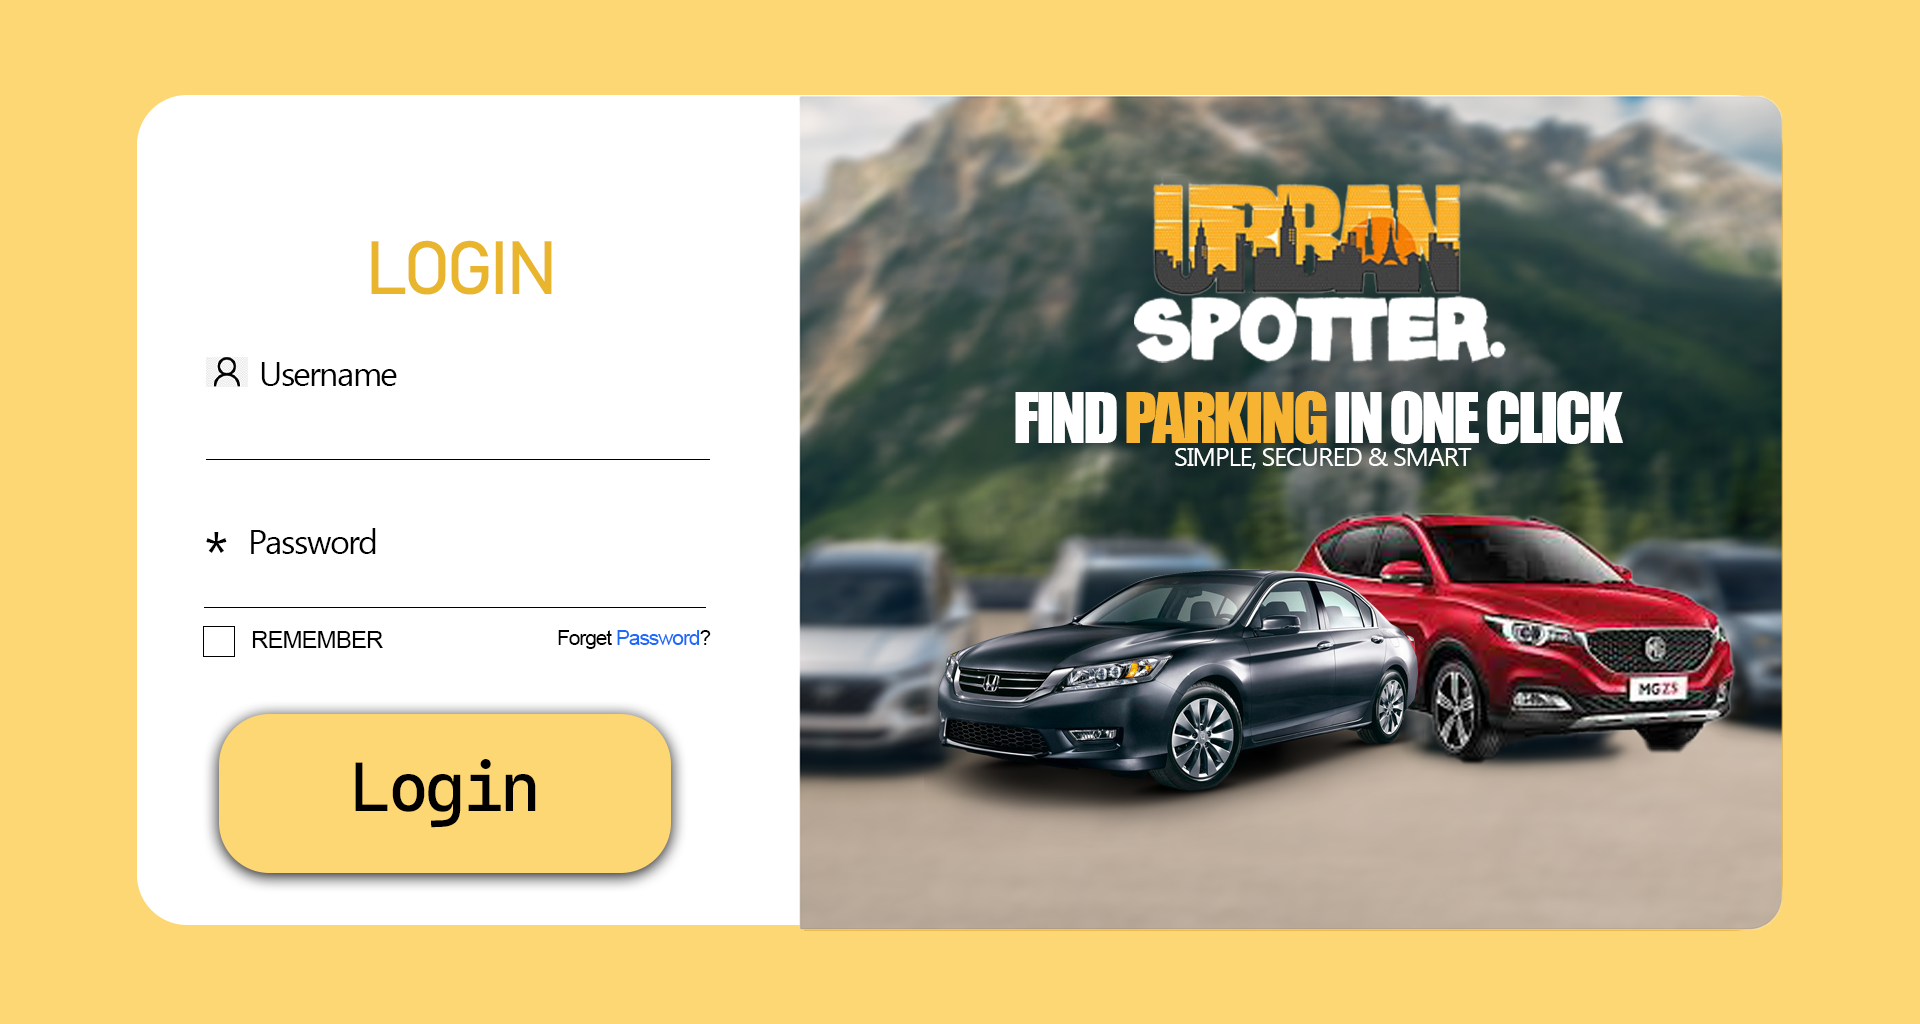 LOGIN
Username
* Password
REMEMBER
Forget Password?
Login
URBAN
SPOTTER.
FIND PARKING IN ONE CLICK
SIMPLE, SECURED & SMART
MG
MG ZS